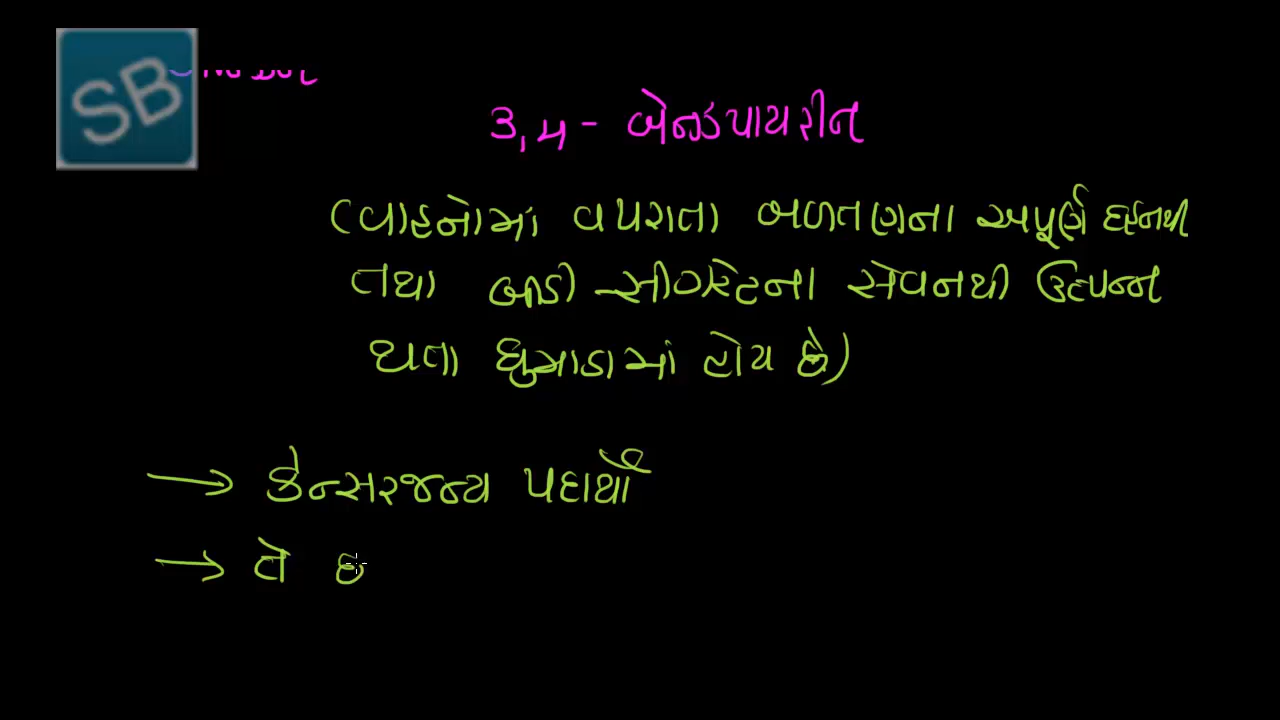 SB
3,4 - બેન્ઝપાયરીન
(વાહનોમાં વપરાતા બળતણના અપૂર્ણ દહનથી
તથા બીડી સીગરેટના સેવનથી ઉત્પન્ન
થતા ધુમાડામાં હોય છે)
→ કેન્સરજન્ય પદાર્થો
→ તે